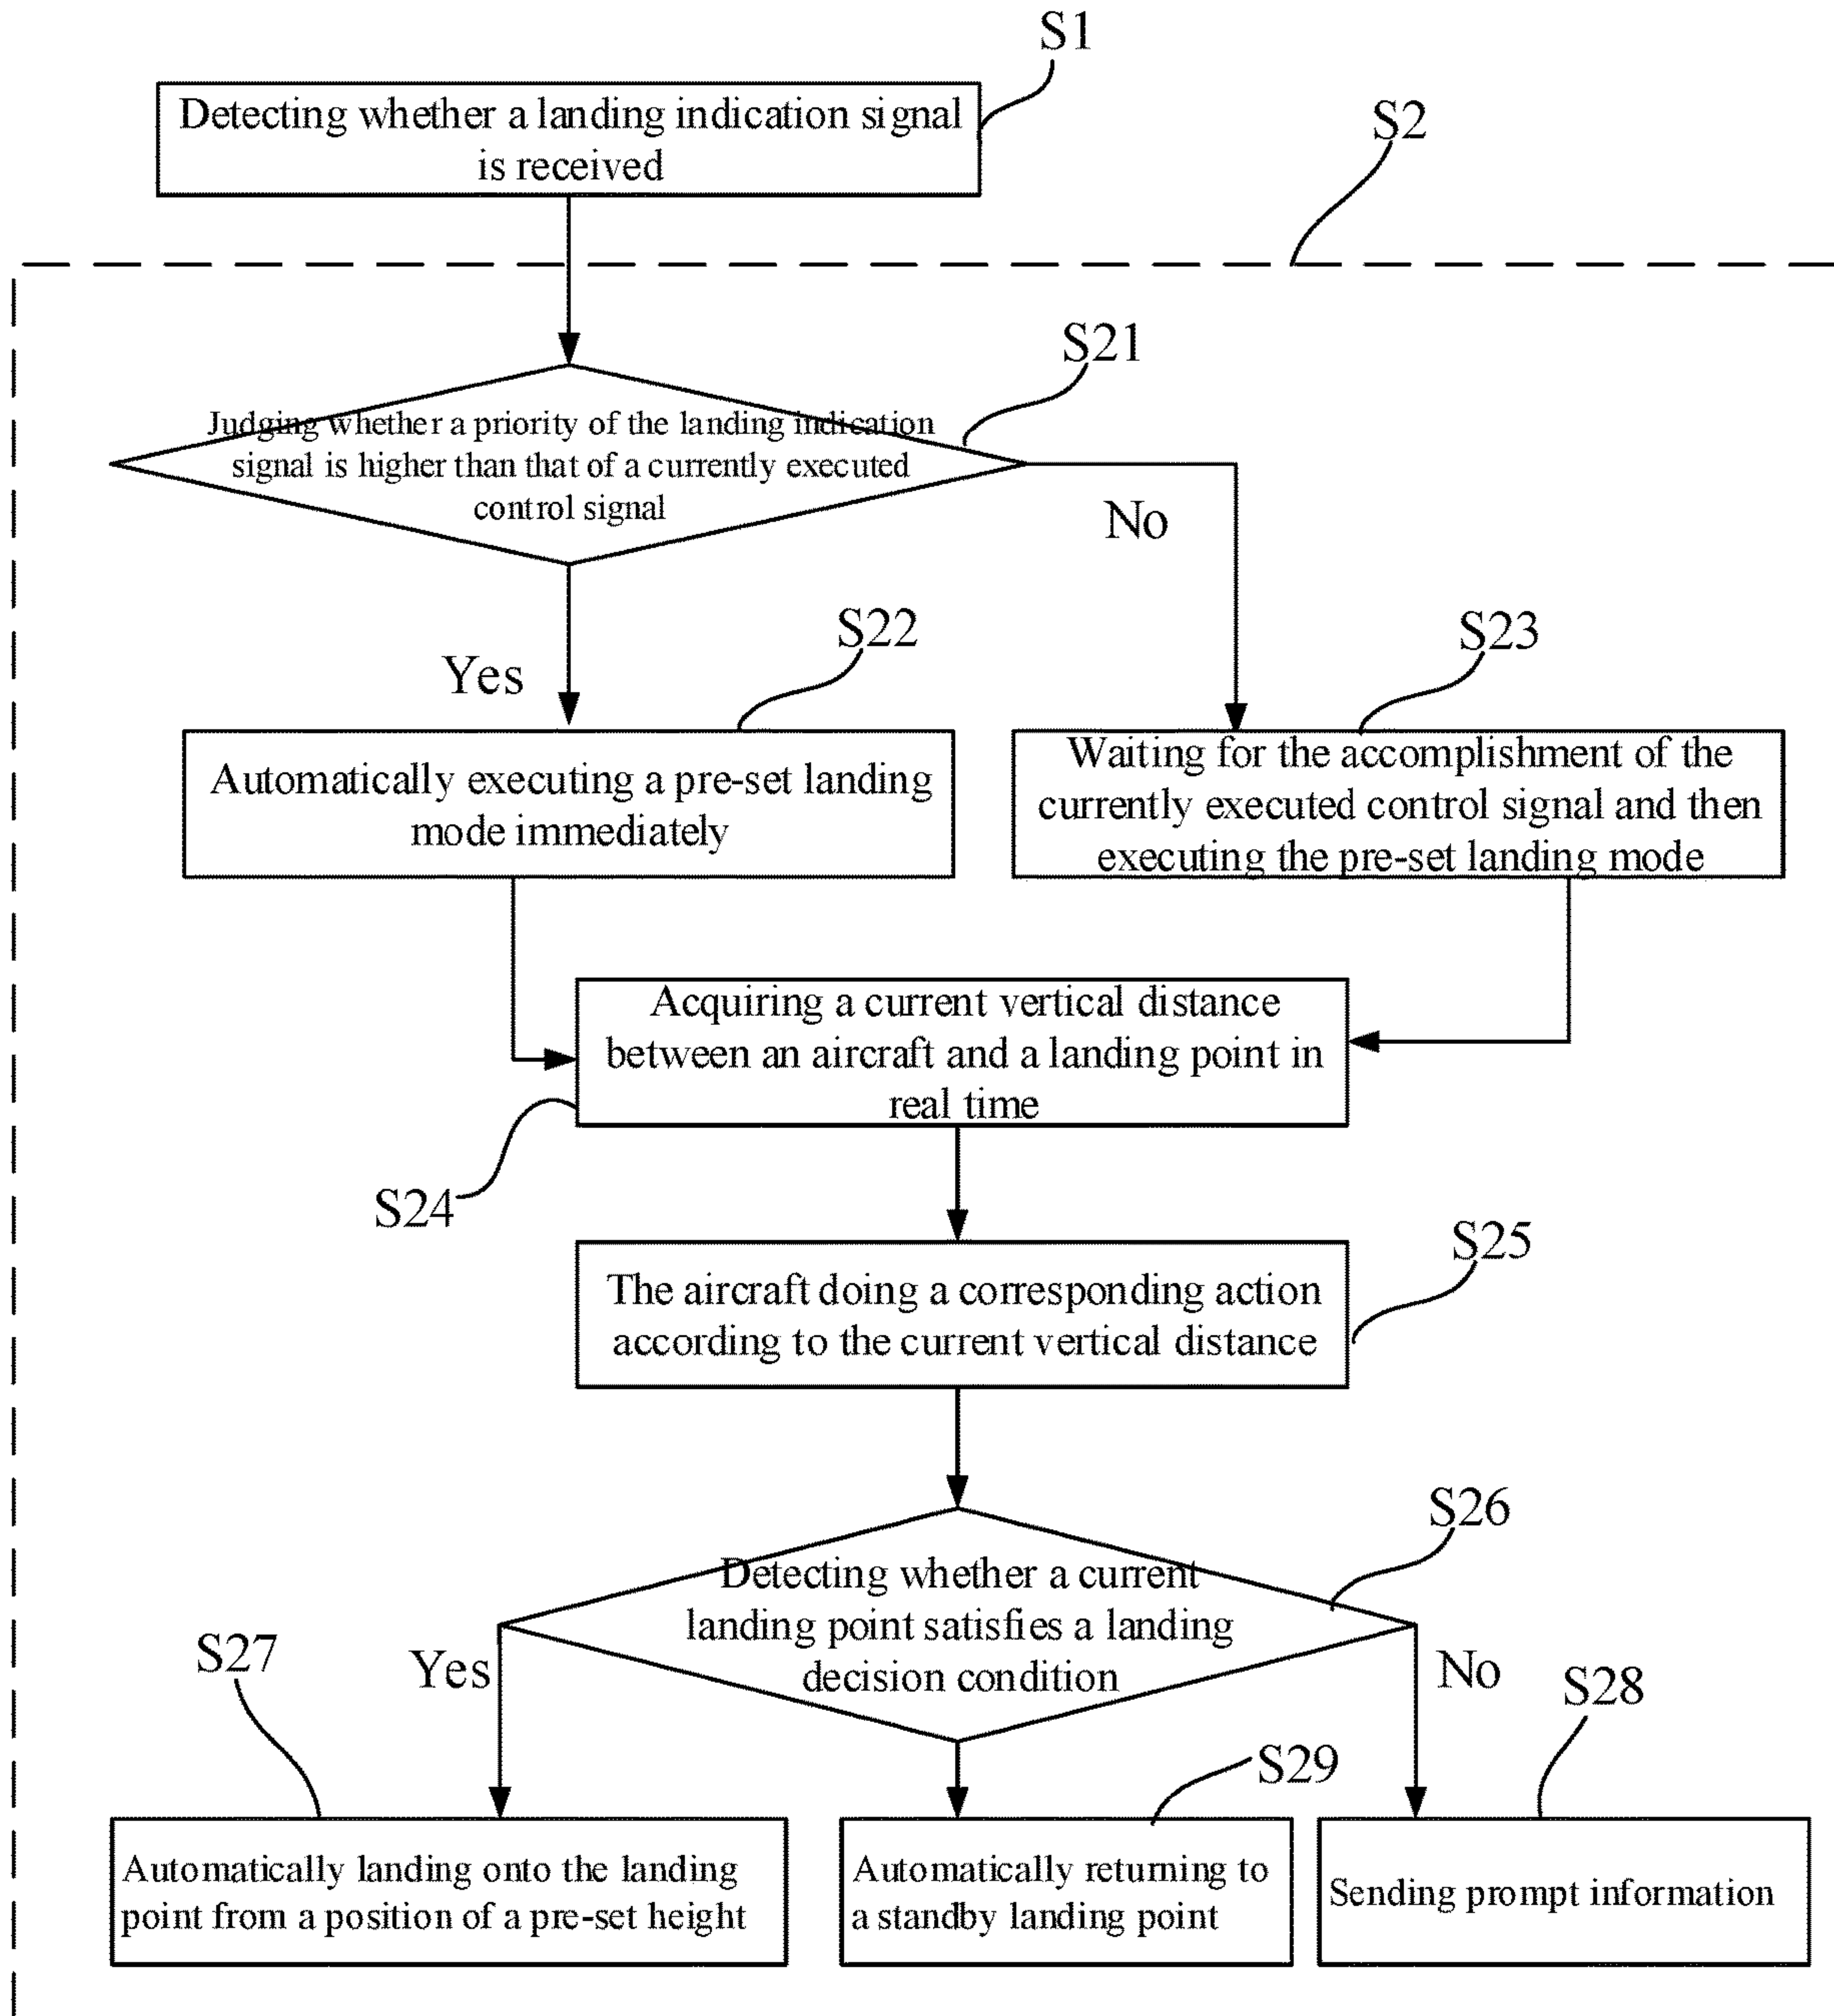 S1
Detecting whether a landing indication signal
is received
S2
S21
Judging whether a priority of the landing indication
signal is higher than that of a currently executed
control signal
No
Yes
S22
S23
Automatically executing a pre-set landing
mode immediately
Waiting for the accomplishment of the
currently executed control signal and then
executing the pre-set landing mode
Acquiring a current vertical distance
between an aircraft and a landing point in
real time
S24
S25
The aircraft doing a corresponding action
according to the current vertical distance
S26
Detecting whether a current
landing point satisfies a landing
decision condition
S27
Yes
No
S28
S29
Automatically landing onto the landing
point from a position of a pre-set height
Automatically returning to
a standby landing point
Sending prompt information